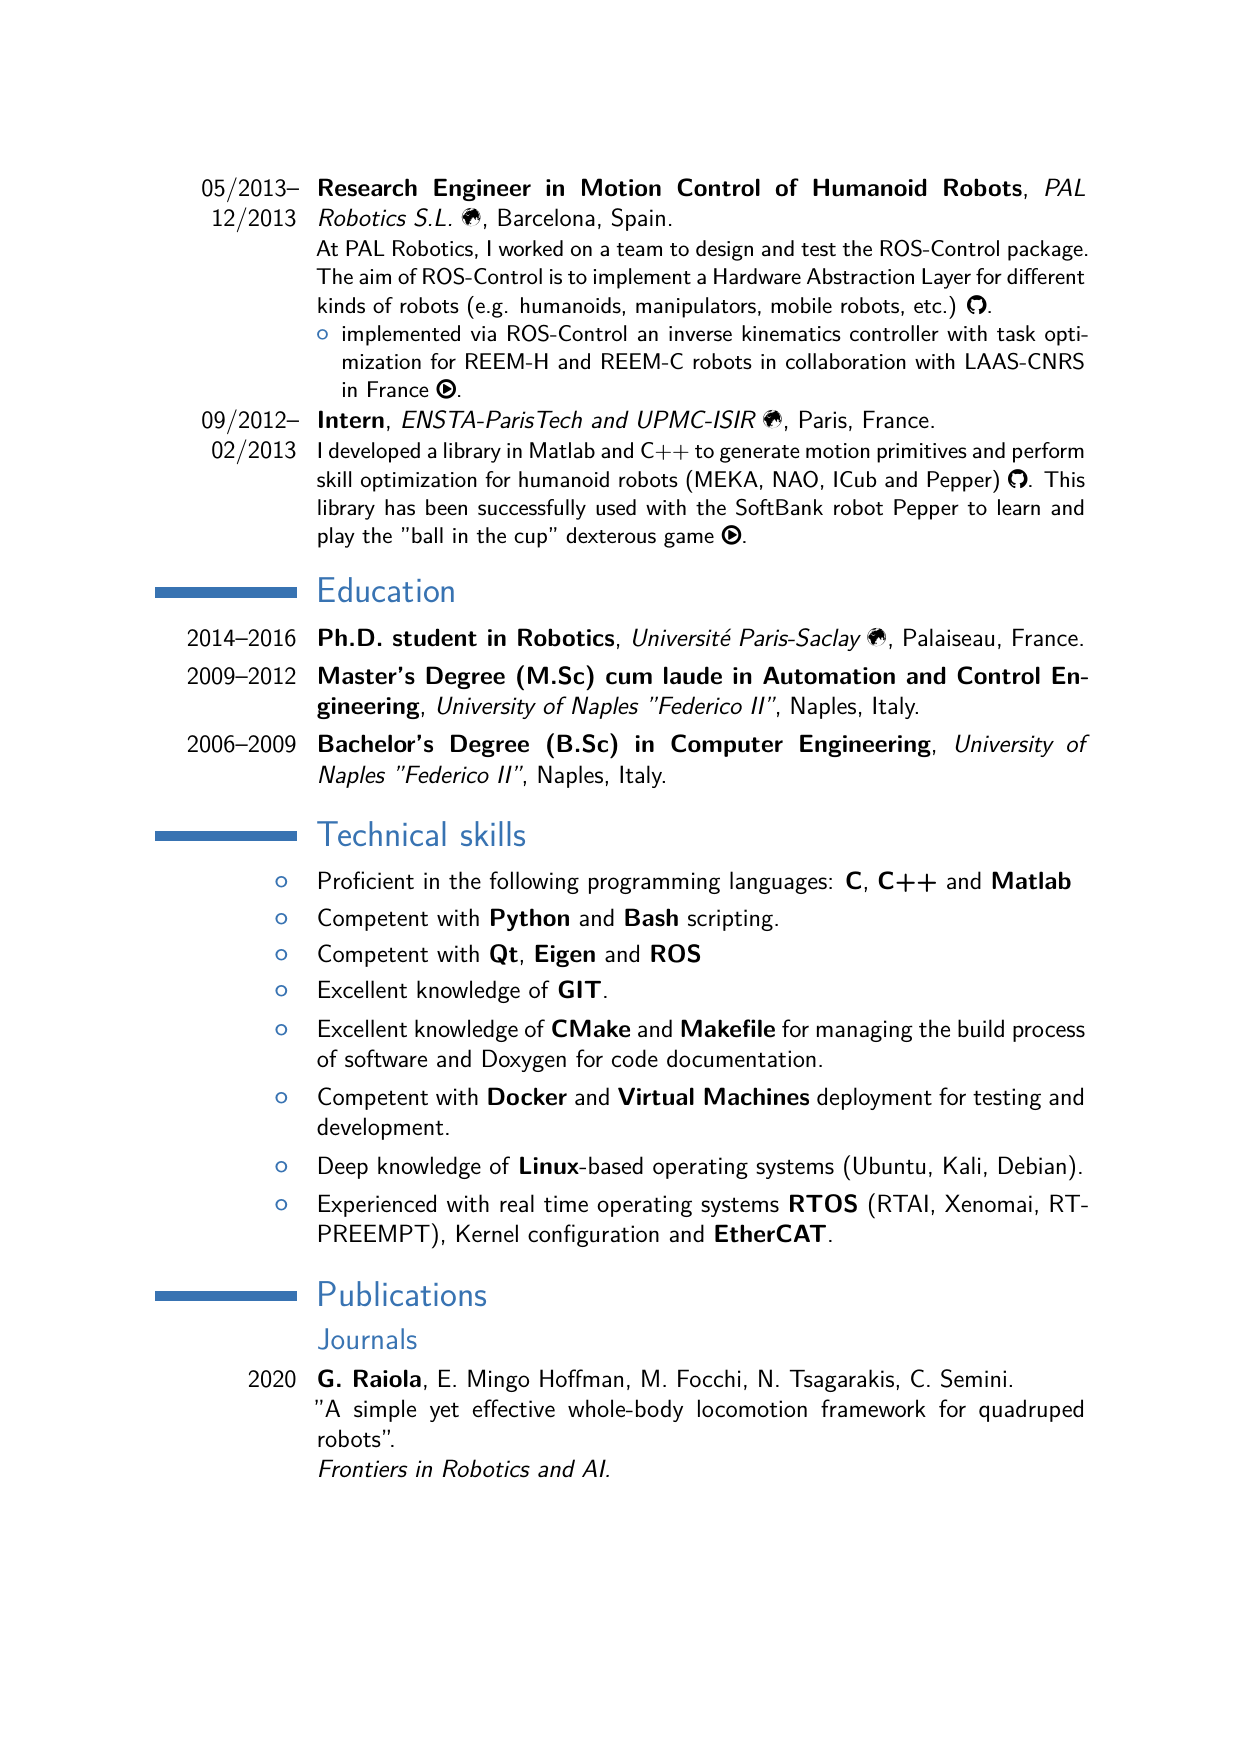 05/2013– Research Engineer in Motion Control of Humanoid Robots, PAL
12/2013 Robotics S.L. , Barcelona, Spain.
At PAL Robotics, I worked on a team to design and test the ROS-Control package.
The aim of ROS-Control is to implement a Hardware Abstraction Layer for different
kinds of robots (e.g. humanoids, manipulators, mobile robots, etc.) .
implemented via ROS-Control an inverse kinematics controller with task opti-
mization for REEM-H and REEM-C robots in collaboration with LAAS-CNRS
in France .
09/2012– Intern, ENSTA-ParisTech and UPMC-ISIR , Paris, France.
02/2013 I developed a library in Matlab and C++ to generate motion primitives and perform
skill optimization for humanoid robots (MEKA, NAO, ICub and Pepper) . This
library has been successfully used with the SoftBank robot Pepper to learn and
play the ”ball in the cup” dexterous game .
Education
2014–2016 Ph.D. student in Robotics, Université Paris-Saclay , Palaiseau, France.
2009–2012 Master’s Degree (M.Sc) cum laude in Automation and Control En-
gineering, University of Naples ”Federico II”, Naples, Italy.
2006–2009 Bachelor’s Degree (B.Sc) in Computer Engineering, University of
Naples ”Federico II”, Naples, Italy.
Technical skills
Proficient in the following programming languages: C, C++ and Matlab
Competent with Python and Bash scripting.
Competent with Qt, Eigen and ROS
Excellent knowledge of GIT.
Excellent knowledge of CMake and Makefile for managing the build process
of software and Doxygen for code documentation.
Competent with Docker and Virtual Machines deployment for testing and
development.
Deep knowledge of Linux-based operating systems (Ubuntu, Kali, Debian).
Experienced with real time operating systems RTOS (RTAI, Xenomai, RT-
PREEMPT), Kernel configuration and EtherCAT.
Publications
Journals
2020 G. Raiola, E. Mingo Hoffman, M. Focchi, N. Tsagarakis, C. Semini.
”A simple yet effective whole-body locomotion framework for quadruped
robots”.
Frontiers in Robotics and AI.